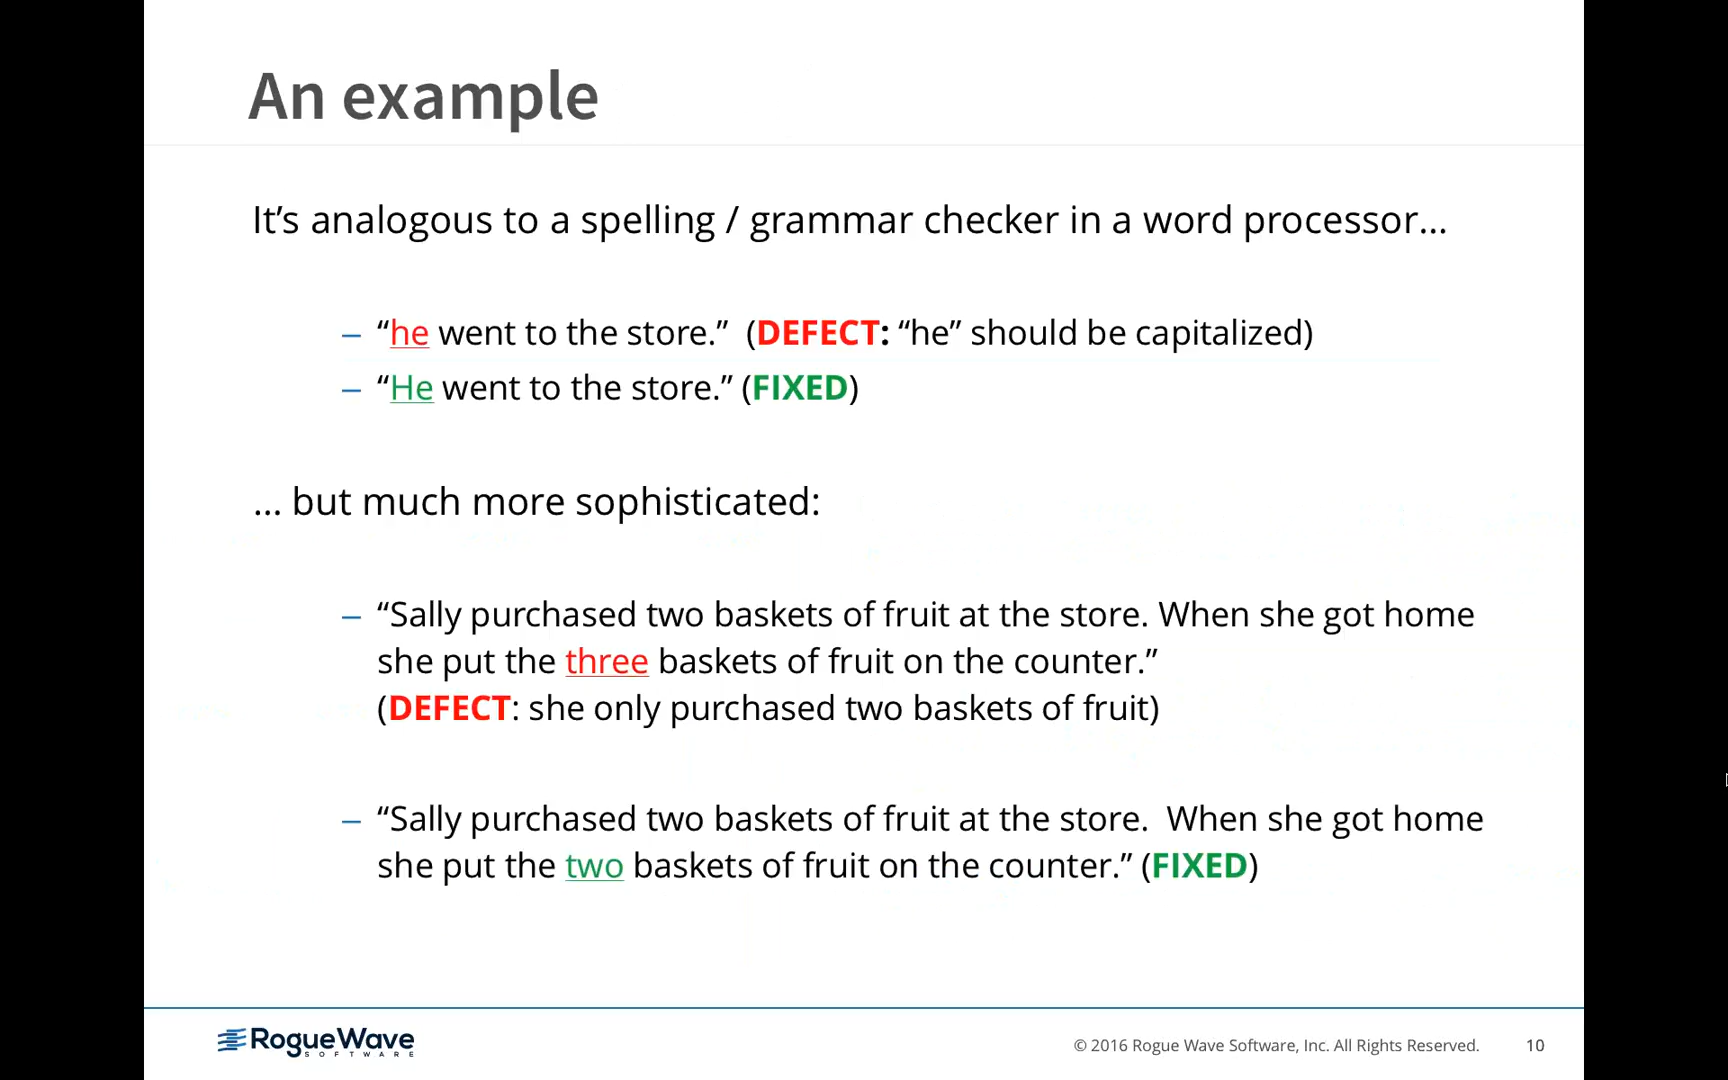 An example
It’s analogous to a spelling / grammar checker in a word processor…
– “he went to the store.”  (DEFECT: “he” should be capitalized)
– “He went to the store.” (FIXED)
… but much more sophisticated:
– “Sally purchased two baskets of fruit at the store. When she got home
she put the three baskets of fruit on the counter.”
(DEFECT: she only purchased two baskets of fruit)
– “Sally purchased two baskets of fruit at the store.  When she got home
she put the two baskets of fruit on the counter.” (FIXED)
RogueWave
SOFTWARE
© 2016 Rogue Wave Software, Inc. All Rights Reserved. 10